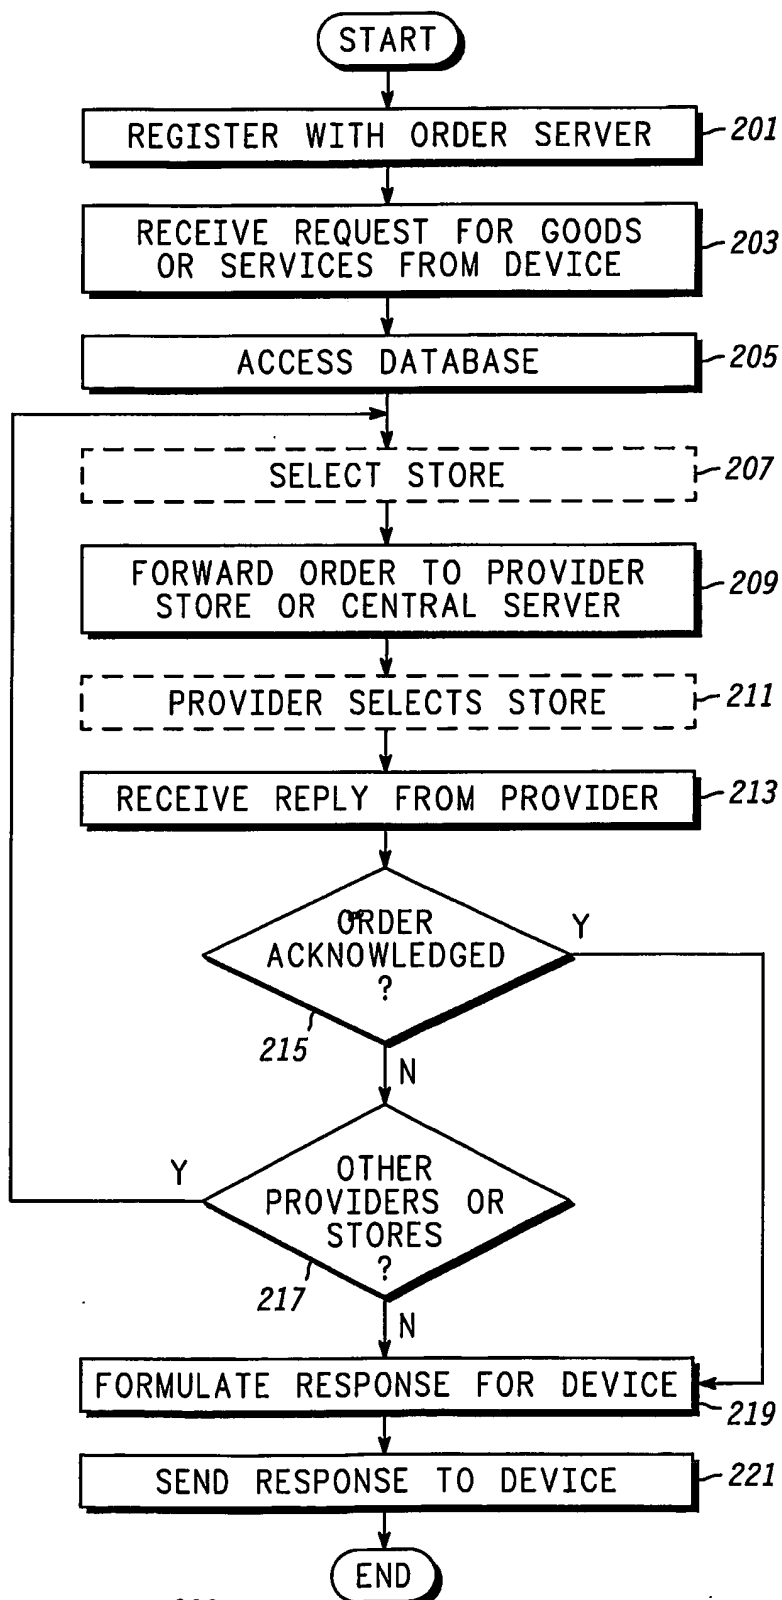 START
REGISTER WITH ORDER SERVER
201
RECEIVE REQUEST FOR GOODS
OR SERVICES FROM DEVICE
203
ACCESS DATABASE
205
SELECT STORE
207
FORWARD ORDER TO PROVIDER
STORE OR CENTRAL SERVER
209
PROVIDER SELECTS STORE
211
RECEIVE REPLY FROM PROVIDER
213
ORDER
ACKNOWLEDGED
?
Y
215
N
OTHER
PROVIDERS OR
STORES
?
Y
217
N
FORMULATE RESPONSE FOR DEVICE
219
SEND RESPONSE TO DEVICE
221
END